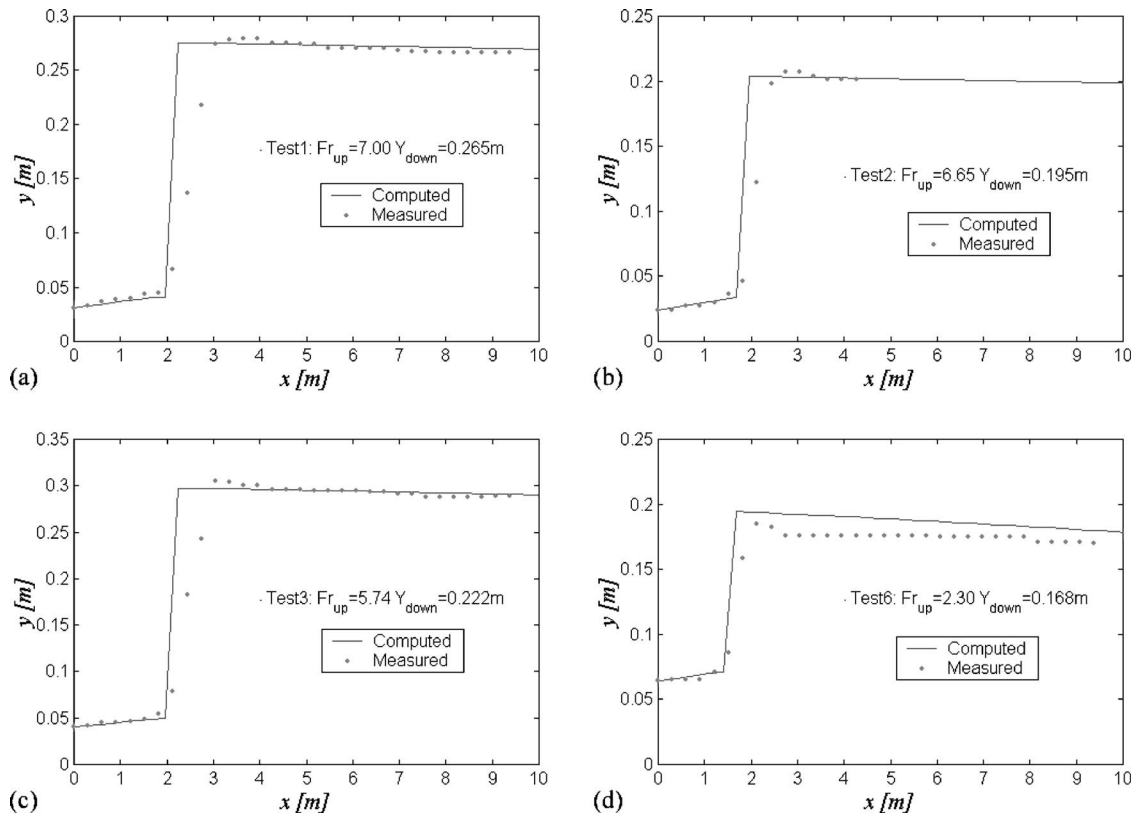 0.3
0.25
0.2
0.15
0.1
0.05
0
y [m]
0 1 2 3 4 5 6 7 8 9 10
x [m]
Test1: Fr_up=7.00 Y_down=0.265m
Computed
Measured
(a)
0.25
0.2
0.15
0.1
0.05
0
y [m]
0 1 2 3 4 5 6 7 8 9 10
x [m]
Test2: Fr_up=6.65 Y_down=0.195m
Computed
Measured
(b)
0.35
0.3
0.25
0.2
0.15
0.1
0.05
0
y [m]
0 1 2 3 4 5 6 7 8 9 10
x [m]
Test3: Fr_up=5.74 Y_down=0.222m
Computed
Measured
(c)
0.25
0.2
0.15
0.1
0.05
0
y [m]
0 1 2 3 4 5 6 7 8 9 10
x [m]
Test6: Fr_up=2.30 Y_down=0.168m
Computed
Measured
(d)